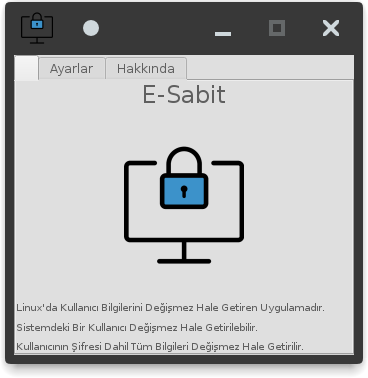 Ayarlar
Hakkında
E-Sabit
Linux'da Kullanıcı Bilgilerini Değişmez Hale Getiren Uygulamadır.
Sistemdeki Bir Kullanıcı Değişmez Hale Getirilebilir.
Kullanıcının Şifresi Dahil Tüm Bilgileri Değişmez Hale Getirilir.